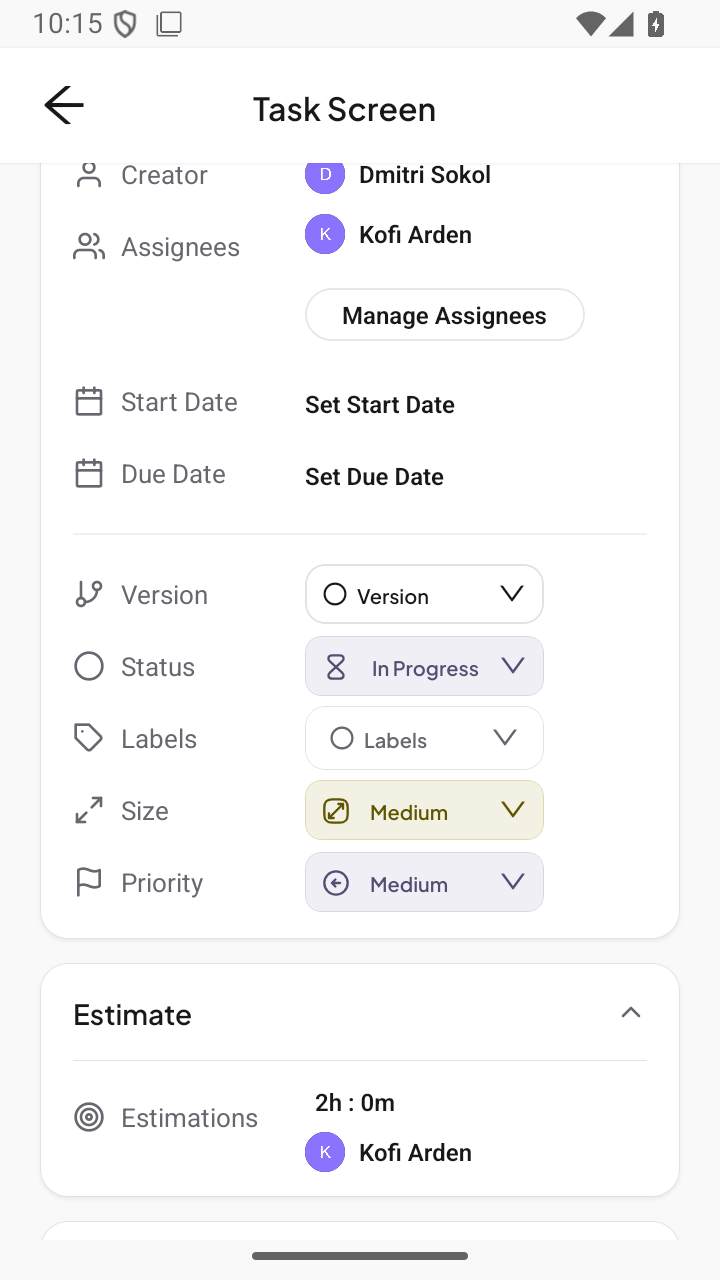 10:15
Task Screen
Creator
D Dmitri Sokol
Assignees
K Kofi Arden
Manage Assignees
Start Date
Set Start Date
Due Date
Set Due Date
Version
Version
Status
In Progress
Labels
Labels
Size
Medium
Priority
Medium
Estimate
Estimations
2h : 0m
K Kofi Arden